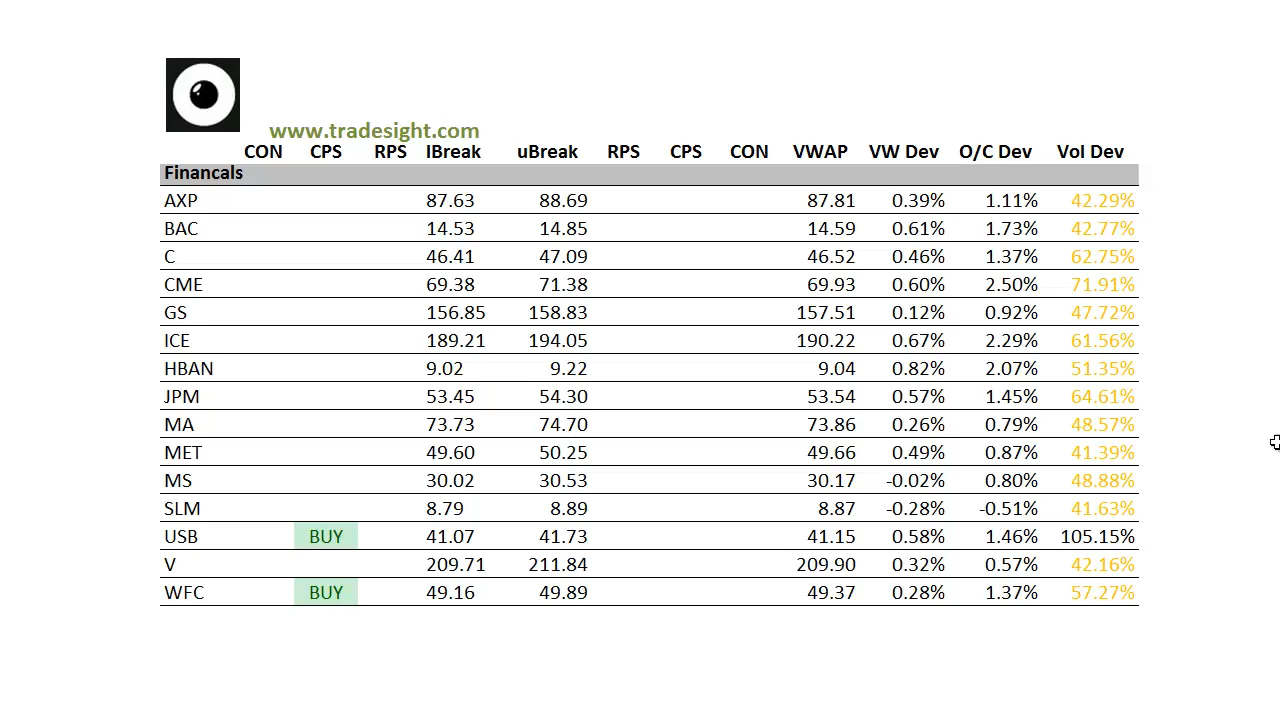 www.tradesight.com
CON CPS RPS lBreak uBreak RPS CPS CON VWAP VW Dev O/C Dev Vol Dev
Financals
AXP 87.63 88.69 87.81 0.39% 1.11% 42.29%
BAC 14.53 14.85 14.59 0.61% 1.73% 42.77%
C 46.41 47.09 46.52 0.46% 1.37% 62.75%
CME 69.38 71.38 69.93 0.60% 2.50% 71.91%
GS 156.85 158.83 157.51 0.12% 0.92% 47.72%
ICE 189.21 194.05 190.22 0.67% 2.29% 61.56%
HBAN 9.02 9.22 9.04 0.82% 2.07% 51.35%
JPM 53.45 54.30 53.54 0.57% 1.45% 64.61%
MA 73.73 74.70 73.86 0.26% 0.79% 48.57%
MET 49.60 50.25 49.66 0.49% 0.87% 41.39%
MS 30.02 30.53 30.17 -0.02% 0.80% 48.88%
SLM 8.79 8.89 8.87 -0.28% -0.51% 41.63%
USB BUY 41.07 41.73 41.15 0.58% 1.46% 105.15%
V 209.71 211.84 209.90 0.32% 0.57% 42.16%
WFC BUY 49.16 49.89 49.37 0.28% 1.37% 57.27%